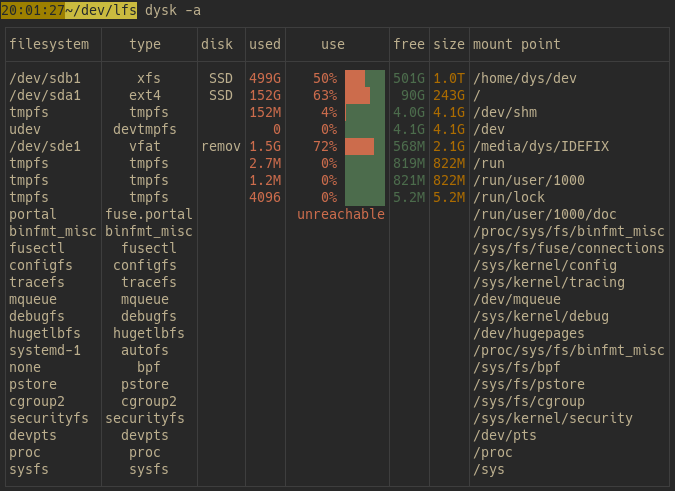 20:01:27~/dev/lfs dysk -a
filesystem type disk used use free size mount point
/dev/sdb1 xfs SSD 499G 50% 501G 1.0T /home/dys/dev
/dev/sda1 ext4 SSD 152G 63% 90G 243G /
tmpfs tmpfs 152M 4% 4.0G 4.1G /dev/shm
udev devtmpfs 0 0% 4.1G 4.1G /dev
/dev/sde1 vfat remov 1.5G 72% 568M 2.1G /media/dys/IDEFIX
tmpfs tmpfs 2.7M 0% 819M 822M /run
tmpfs tmpfs 1.2M 0% 821M 822M /run/user/1000
tmpfs tmpfs 4096 0% 5.2M 5.2M /run/lock
portal fuse.portal unreachable /run/user/1000/doc
binfmt_misc binfmt_misc /proc/sys/fs/binfmt_misc
fusectl fusectl /sys/fs/fuse/connections
configfs configfs /sys/kernel/config
tracefs tracefs /sys/kernel/tracing
mqueue mqueue /dev/mqueue
debugfs debugfs /sys/kernel/debug
hugetlbfs hugetlbfs /dev/hugepages
systemd-1 autofs /proc/sys/fs/binfmt_misc
none bpf /sys/fs/bpf
pstore pstore /sys/fs/pstore
cgroup2 cgroup2 /sys/fs/cgroup
securityfs securityfs /sys/kernel/security
devpts devpts /dev/pts
proc proc /proc
sysfs sysfs /sys